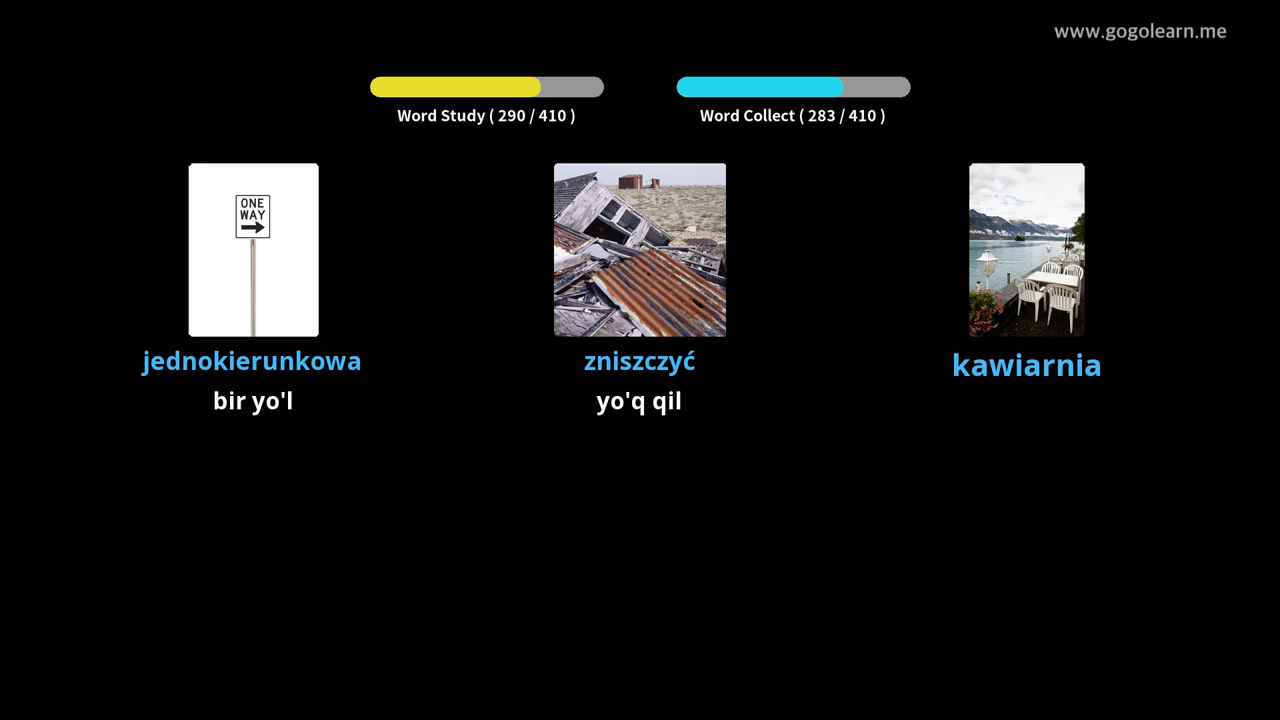 www.gogolearn.me
Word Study ( 290 / 410 )
Word Collect ( 283 / 410 )
ONE
WAY
jednokierunkowa
bir yo'l
zniszczyć
yo'q qil
kawiarnia